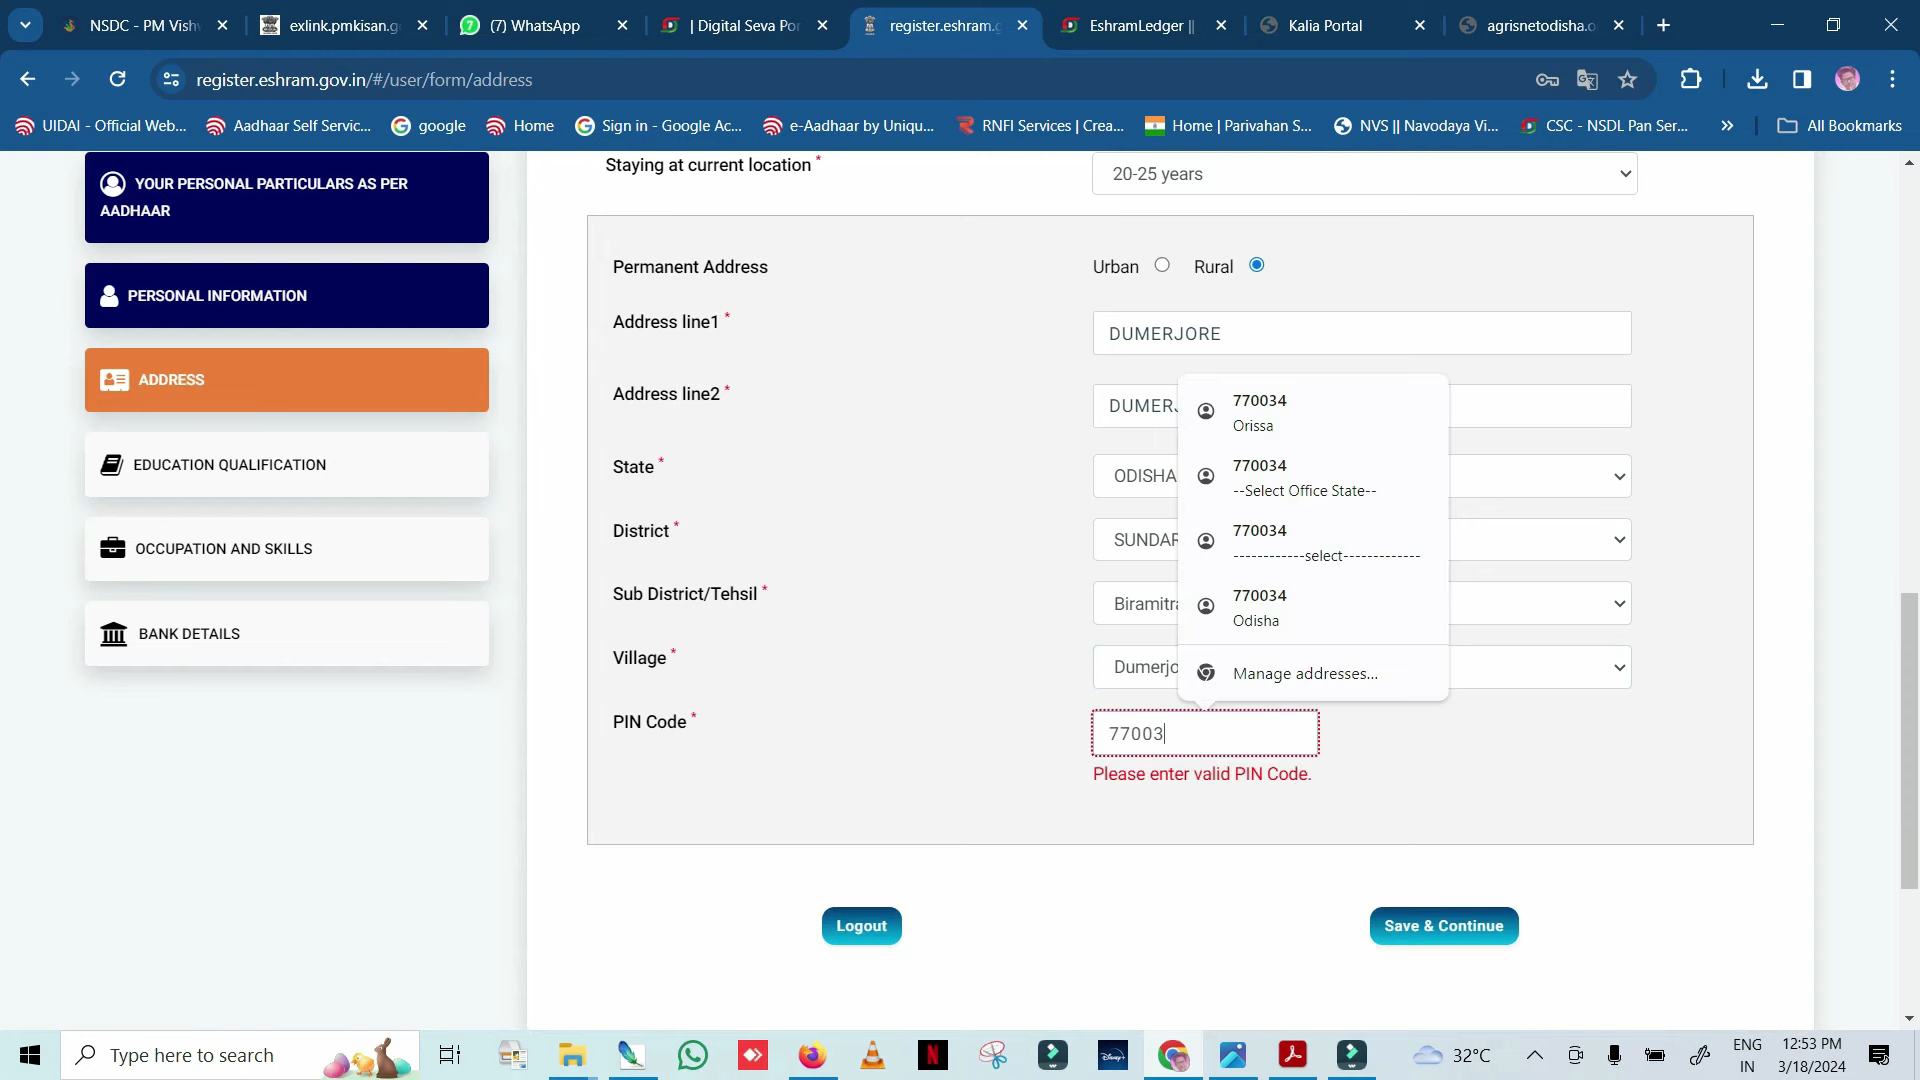 NSDC - PM Vishw
exlink.pmkisan.g
(7) WhatsApp
| Digital Seva Por
register.eshram.g
EshramLedger ||
Kalia Portal
agrisnetodisha.o
register.eshram.gov.in/#/user/form/address
UIDAI - Official Web...
Aadhaar Self Servic...
google
Home
Sign in - Google Ac...
e-Aadhaar by Uniqu...
RNFI Services | Crea...
Home | Parivahan S...
NVS || Navodaya Vi...
CSC - NSDL Pan Ser...
All Bookmarks
YOUR PERSONAL PARTICULARS AS PER
AADHAAR
PERSONAL INFORMATION
ADDRESS
EDUCATION QUALIFICATION
OCCUPATION AND SKILLS
BANK DETAILS
Staying at current location *
20-25 years
Permanent Address
Urban
Rural
Address line1 *
DUMERJORE
Address line2 *
DUMERJ
State *
ODISHA
District *
SUNDAR
Sub District/Tehsil *
Biramitra
Village *
Dumerjo
PIN Code *
77003
Please enter valid PIN Code.
770034
Orissa
770034
--Select Office State--
770034
------------select-------------
770034
Odisha
Manage addresses...
Logout
Save & Continue
Type here to search
32°C
ENG
IN
12:53 PM
3/18/2024